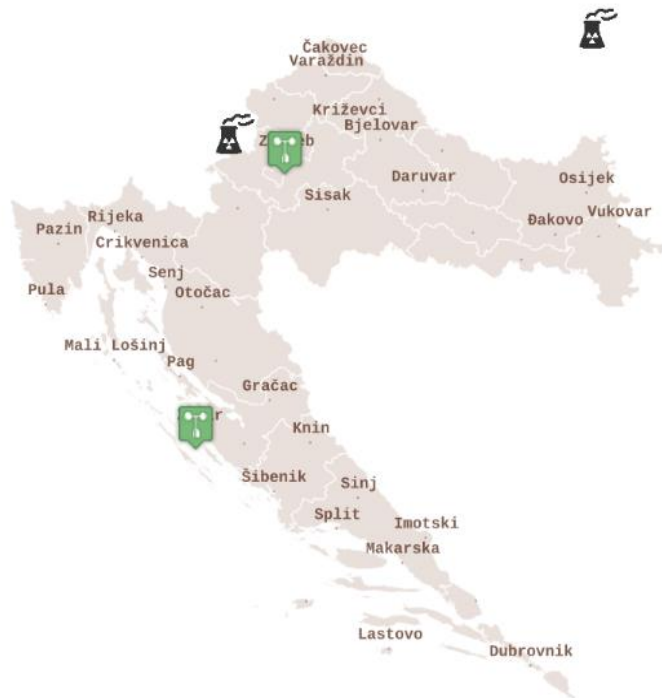 Čakovec
Varaždin
Križevci
Bjelovar
Sisak
Daruvar
Osijek
Vukovar
Đakovo
Rijeka
Pazin
Crikvenica
Senj
Pula
Otočac
Mali Lošinj
Pag
Gračac
Knin
Šibenik
Sinj
Split
Imotski
Makarska
Lastovo
Dubrovnik